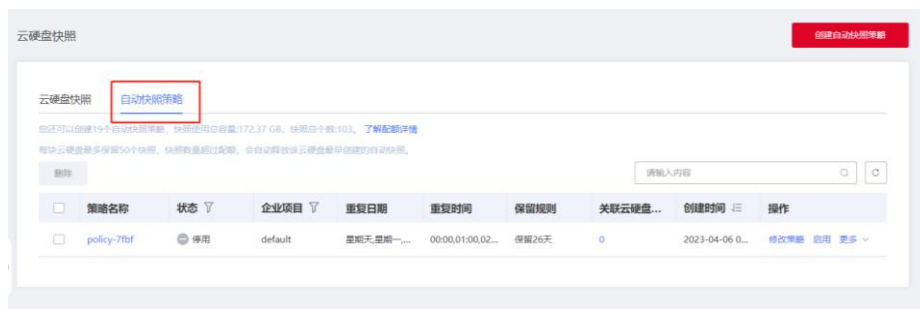 云硬盘快照
创建自动快照策略
云硬盘快照 自动快照策略
您还可以创建19个自动快照策略，快照使用总容量:172.37 GB，快照总个数:103。 了解配额详情
每块云硬盘最多保留50个快照，快照数量超过配额，会自动释放该云硬盘最早创建的自动快照。
删除 请输入内容
策略名称 状态 企业项目 重复日期 重复时间 保留规则 关联云硬盘... 创建时间 操作
policy-7fbf 停用 default 星期天,星期一,... 00:00,01:00,02... 保留26天 0 2023-04-06 0... 修改策略 启用 更多